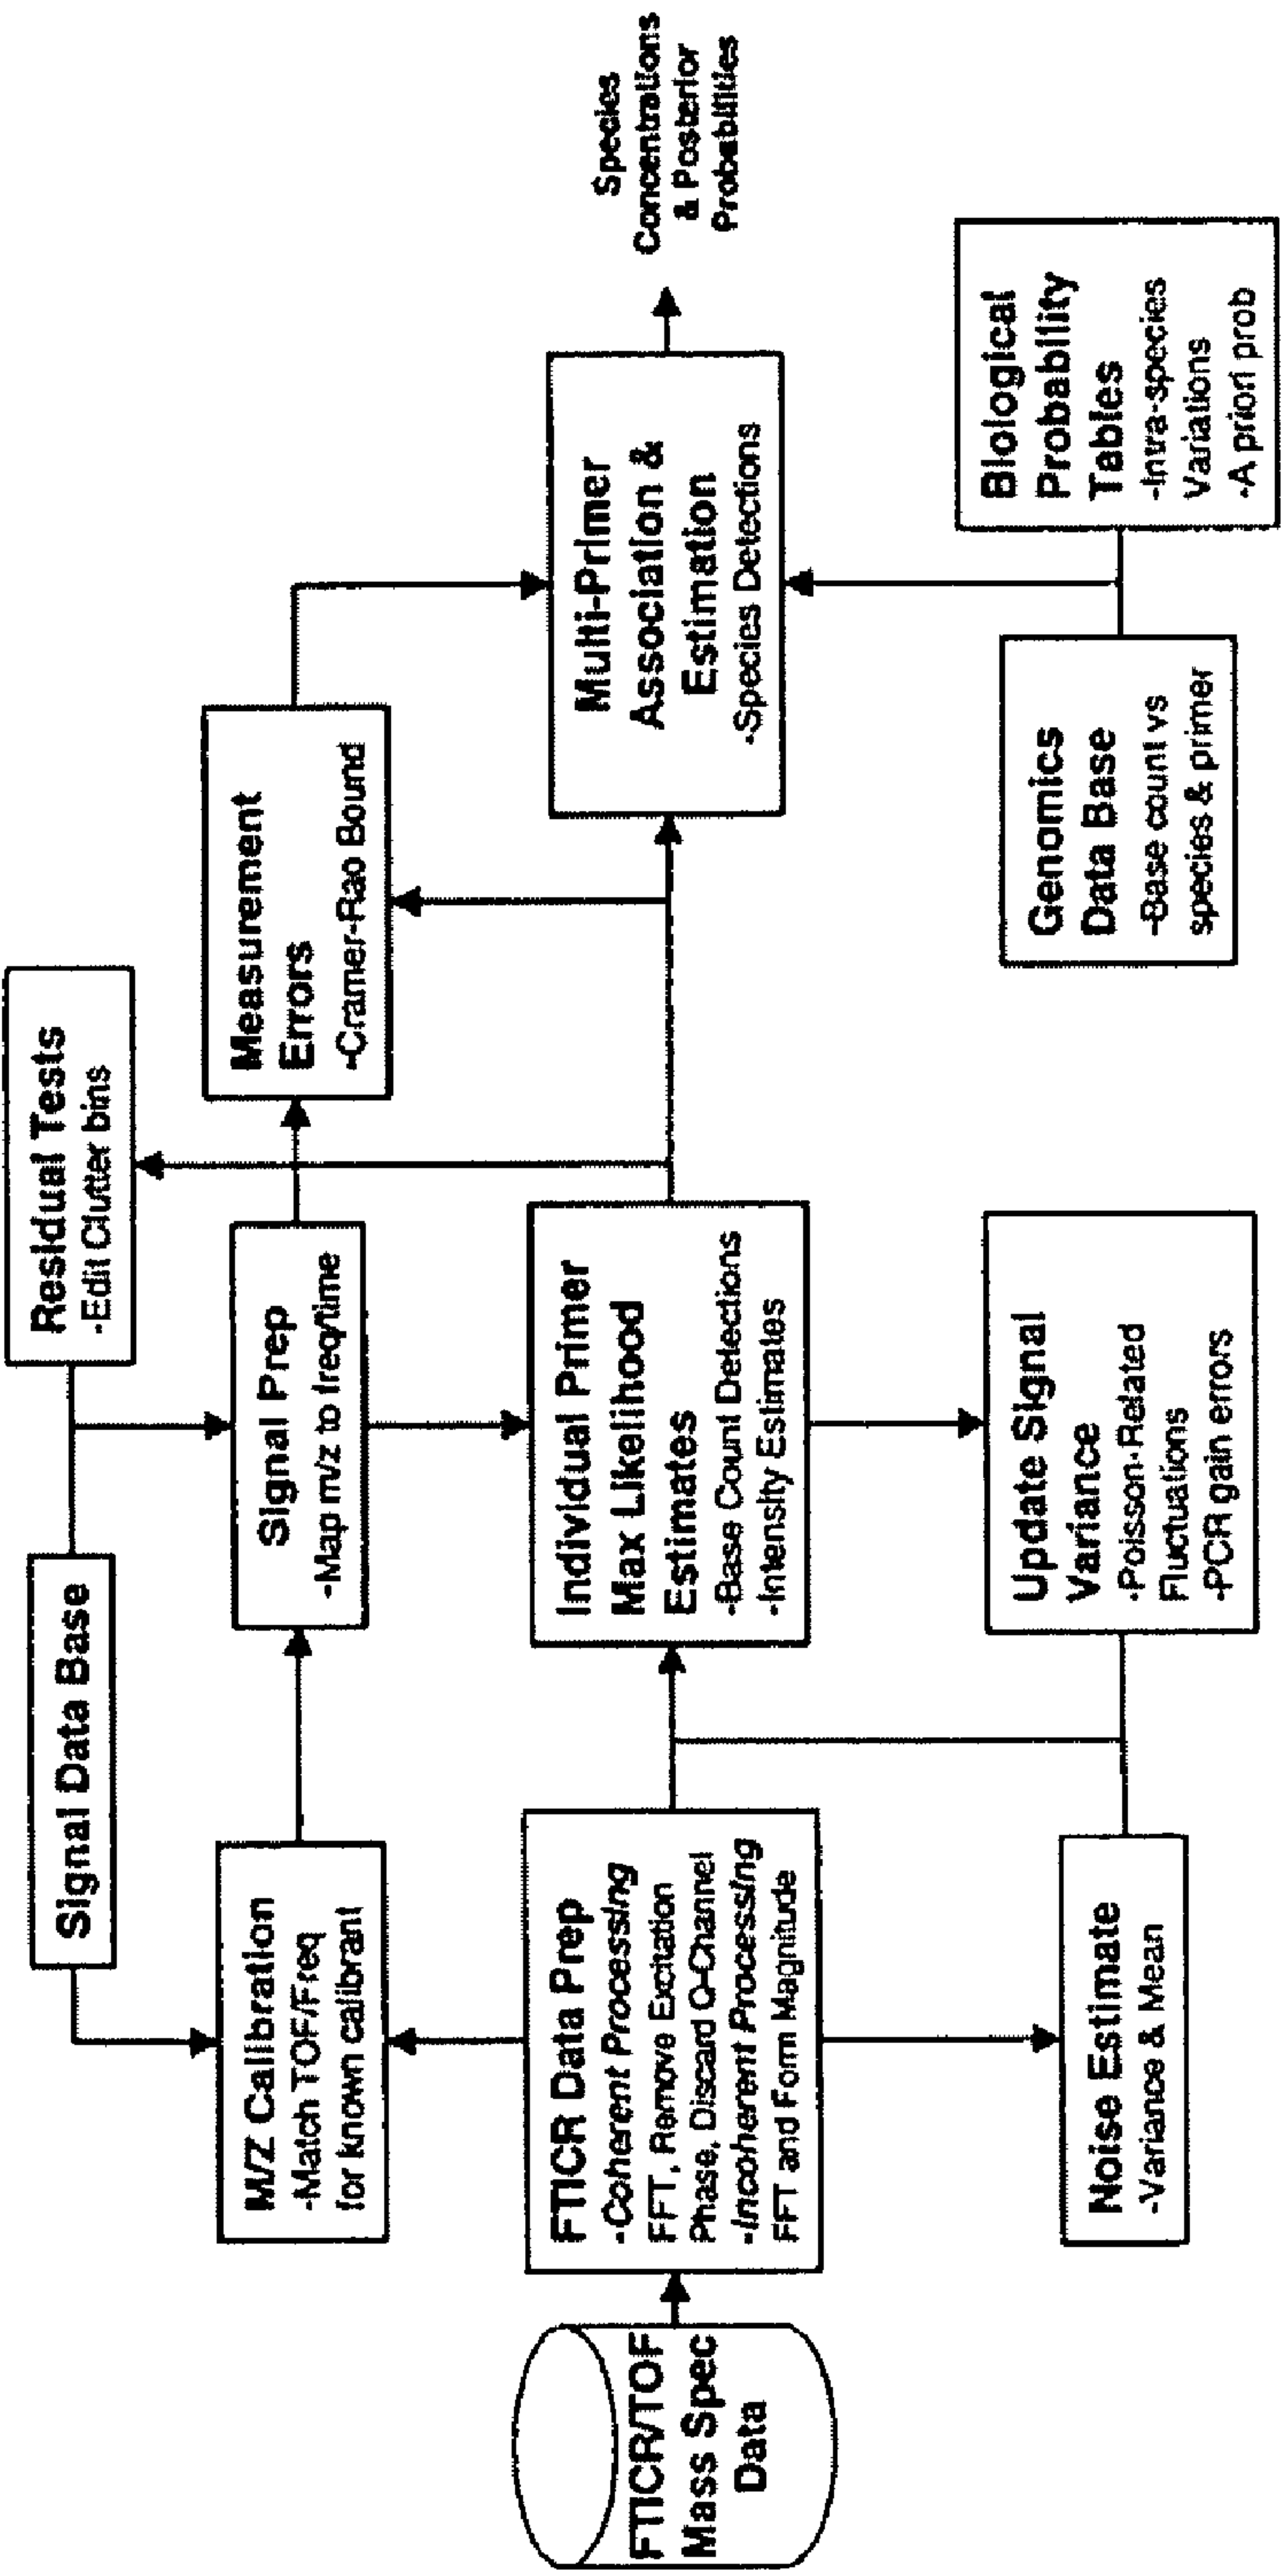 Signal Data Base
Residual Tests
- Edit Clutter bins
M/Z Calibration
-Match TOF/Freq
for known calibrant
Signal Prep
-Map m/z to freq/time
Measurement
Errors
-Cramer-Rao Bound
FTICR/TOF
Mass Spec
Data
FTICR Data Prep
-Coherent Processing
FFT, Remove Excitation
Phase, Discard Q-Channel
-Incoherent Processing
FFT and Form Magnitude
Individual Primer
Max Likelihood
Estimates
-Base Count Detections
-Intensity Estimates
Multi-Primer
Association &
Estimation
-Species Detections
Species
Concentrations
& Posterior
Probabilities
Noise Estimate
-Variance & Mean
Update Signal
Variance
-Poisson-Related
Fluctuations
-PCR gain errors
Genomics
Data Base
-Base count vs
species & primer
Biological
Probability
Tables
-Intra-species
Variations
-A priori prob